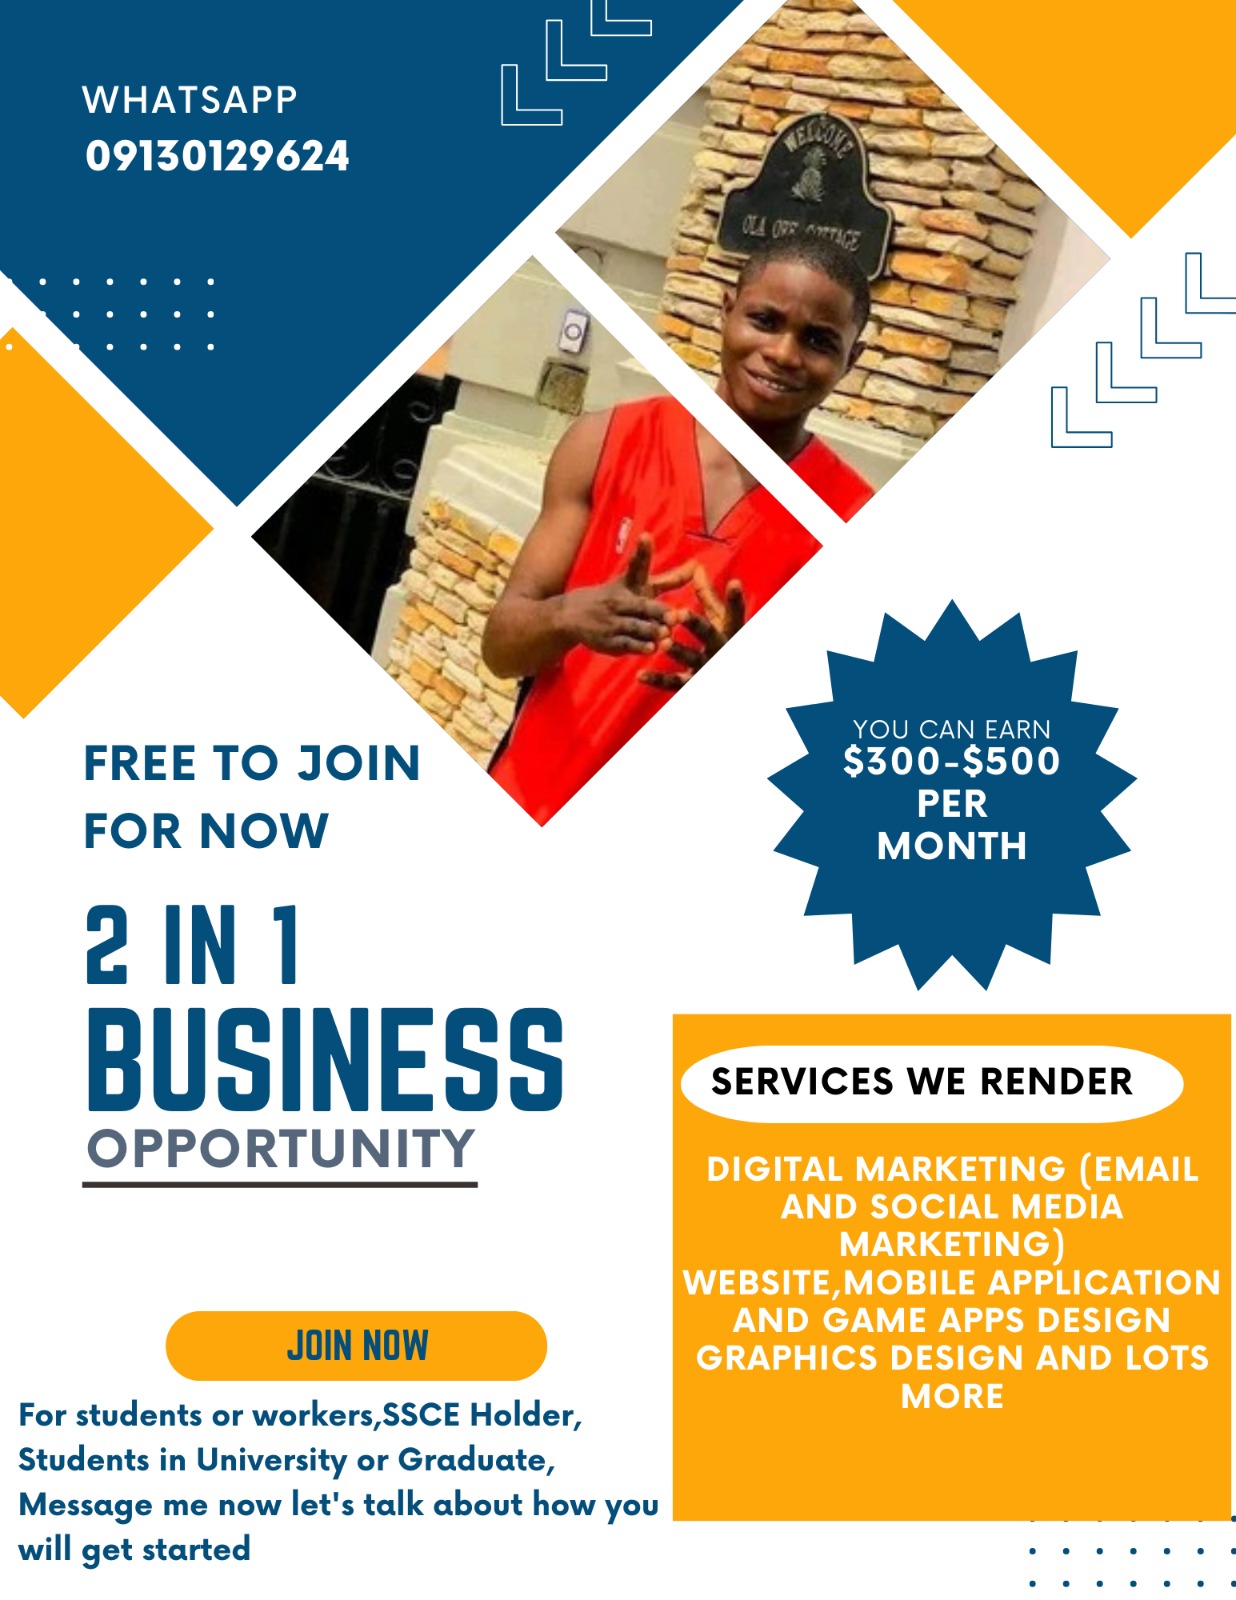 WHATSAPP
09130129624
WELCOME
FREE TO JOIN
FOR NOW
YOU CAN EARN
$300-$500
PER
MONTH
2 IN 1
BUSINESS
OPPORTUNITY
SERVICES WE RENDER
DIGITAL MARKETING (EMAIL
AND SOCIAL MEDIA
MARKETING)
WEBSITE,MOBILE APPLICATION
AND GAME APPS DESIGN
GRAPHICS DESIGN AND LOTS
MORE
JOIN NOW
For students or workers,SSCE Holder,
Students in University or Graduate,
Message me now let's talk about how you
will get started